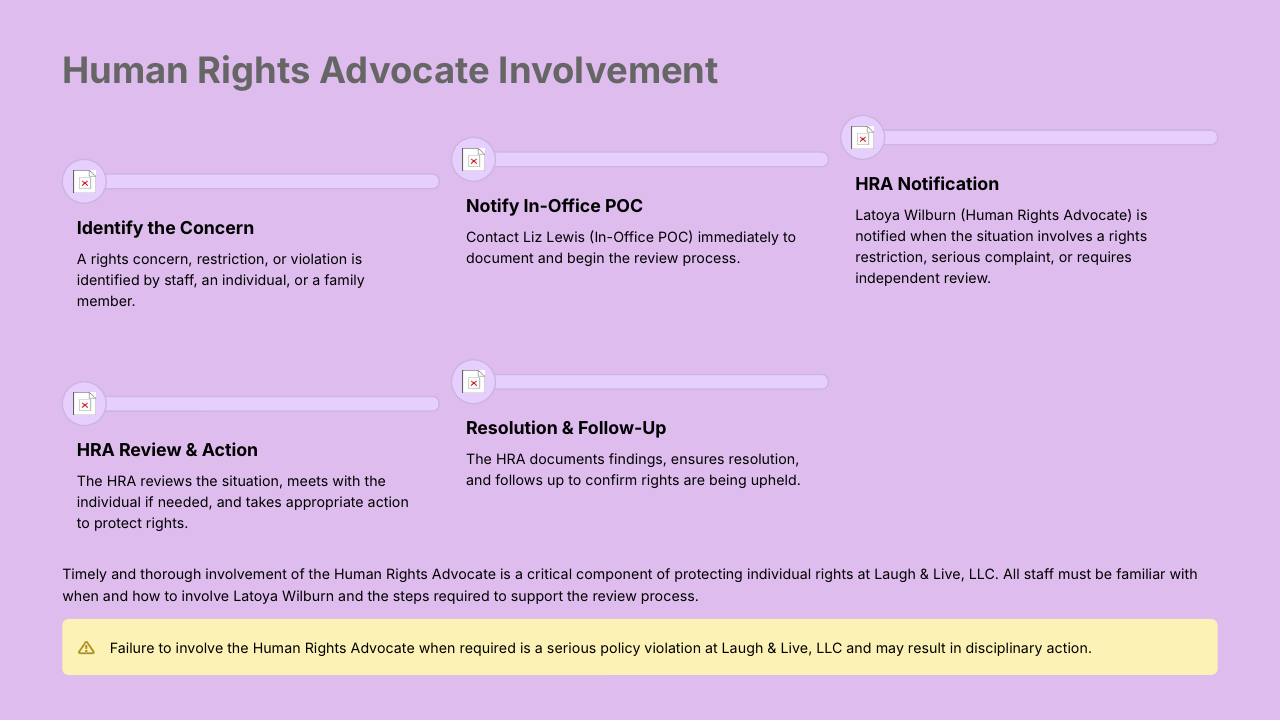 Human Rights Advocate Involvement
Identify the Concern
A rights concern, restriction, or violation is
identified by staff, an individual, or a family
member.
Notify In-Office POC
Contact Liz Lewis (In-Office POC) immediately to
document and begin the review process.
HRA Notification
Latoya Wilburn (Human Rights Advocate) is
notified when the situation involves a rights
restriction, serious complaint, or requires
independent review.
HRA Review & Action
The HRA reviews the situation, meets with the
individual if needed, and takes appropriate action
to protect rights.
Resolution & Follow-Up
The HRA documents findings, ensures resolution,
and follows up to confirm rights are being upheld.
Timely and thorough involvement of the Human Rights Advocate is a critical component of protecting individual rights at Laugh & Live, LLC. All staff must be familiar with
when and how to involve Latoya Wilburn and the steps required to support the review process.
Failure to involve the Human Rights Advocate when required is a serious policy violation at Laugh & Live, LLC and may result in disciplinary action.